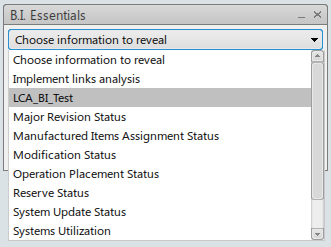 B.I. Essentials
Choose information to reveal
Choose information to reveal
Implement links analysis
LCA_BI_Test
Major Revision Status
Manufactured Items Assignment Status
Modification Status
Operation Placement Status
Reserve Status
System Update Status
Systems Utilization